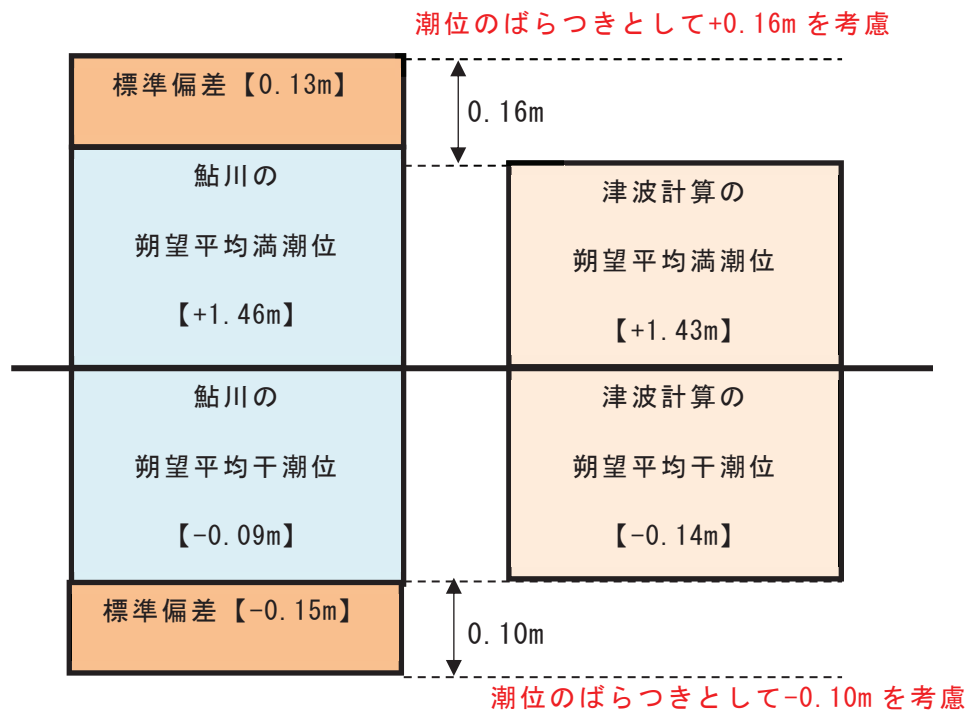 潮位のばらつきとして+0.16mを考慮
標準偏差【0.13m】
0.16m
鮎川の
朔望平均満潮位
【+1.46m】
津波計算の
朔望平均満潮位
【+1.43m】
鮎川の
朔望平均干潮位
【-0.09m】
津波計算の
朔望平均干潮位
【-0.14m】
標準偏差【-0.15m】
0.10m
潮位のばらつきとして-0.10mを考慮